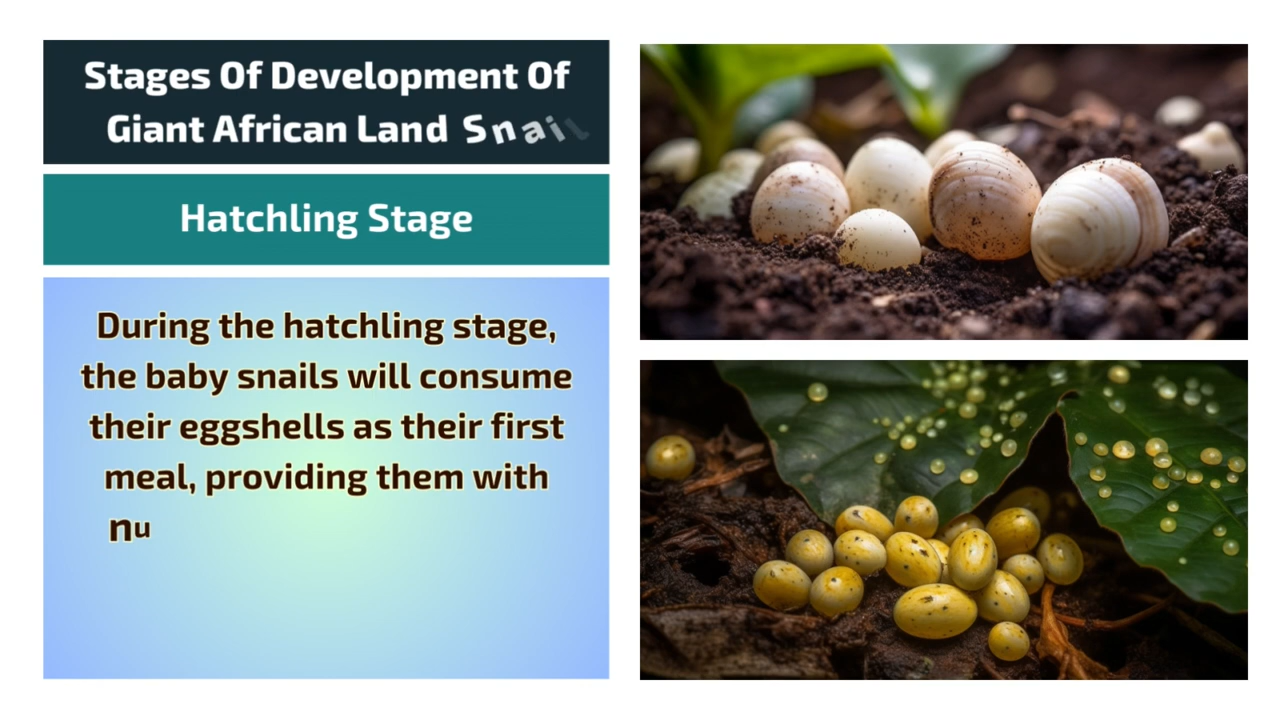 Stages Of Development Of
Giant African Land Snail
Hatchling Stage
During the hatchling stage,
the baby snails will consume
their eggshells as their first
meal, providing them with
nu